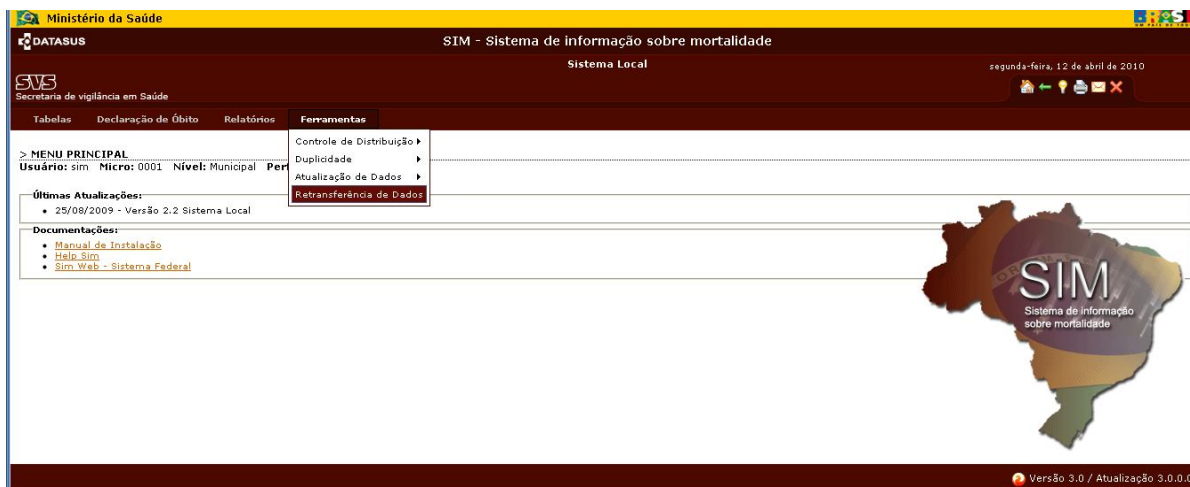 Ministério da Saúde
DATASUS
SIM - Sistema de informação sobre mortalidade
Sistema Local
segunda-feira, 12 de abril de 2010
SVS
Secretaria de vigilância em Saúde
Tabelas Declaração de Óbito Relatórios Ferramentas
Controle de Distribuição
Duplicidade
Atualização de Dados
Retransferência de Dados
> MENU PRINCIPAL
Usuário: sim Micro: 0001 Nível: Municipal
Últimas Atualizações:
25/08/2009 - Versão 2.2 Sistema Local
Documentações:
Manual de Instalação
Help Sim
Sim Web - Sistema Federal
SIM
Sistema de informação
sobre mortalidade
Versão 3.0 / Atualização 3.0.0.0